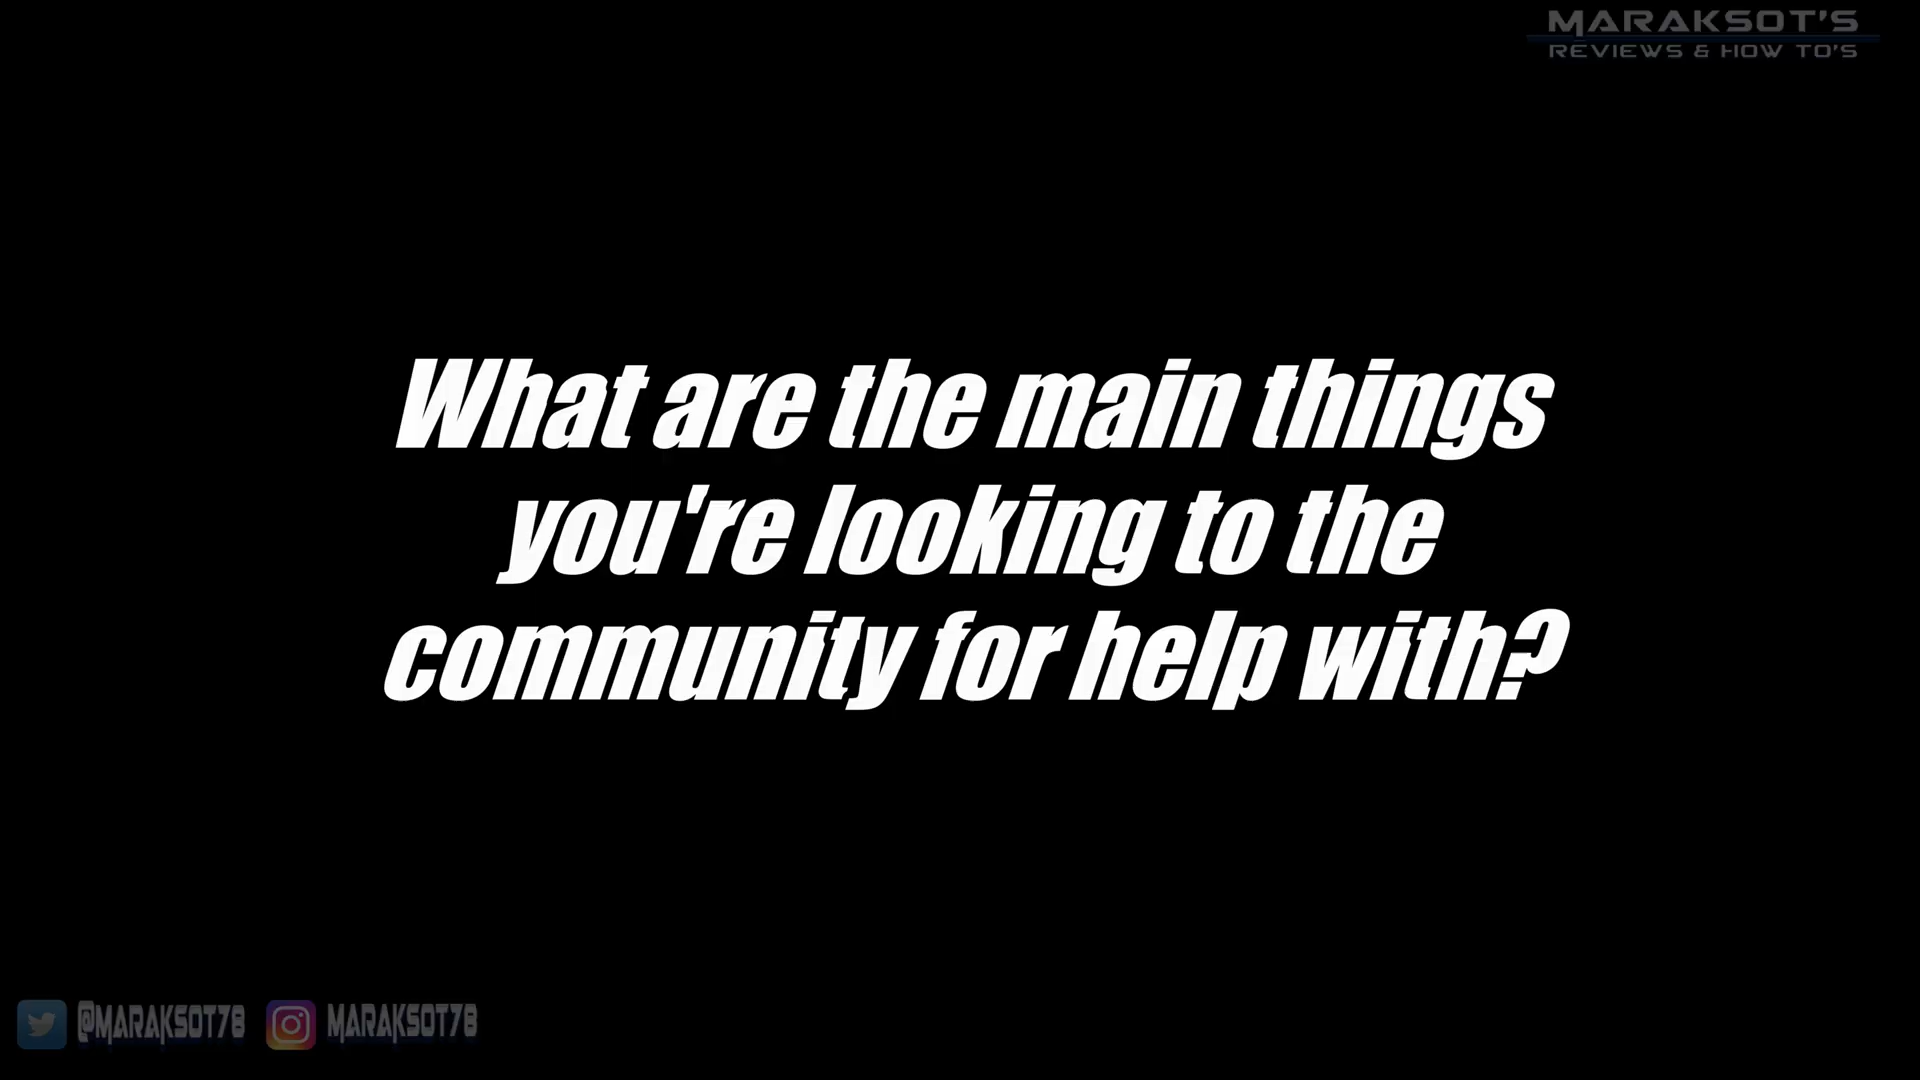 MARAKSOT'S
REVIEWS & HOW TO'S
What are the main things
you're looking to the
community for help with?
@MARAKSOT78 MARAKSOT78